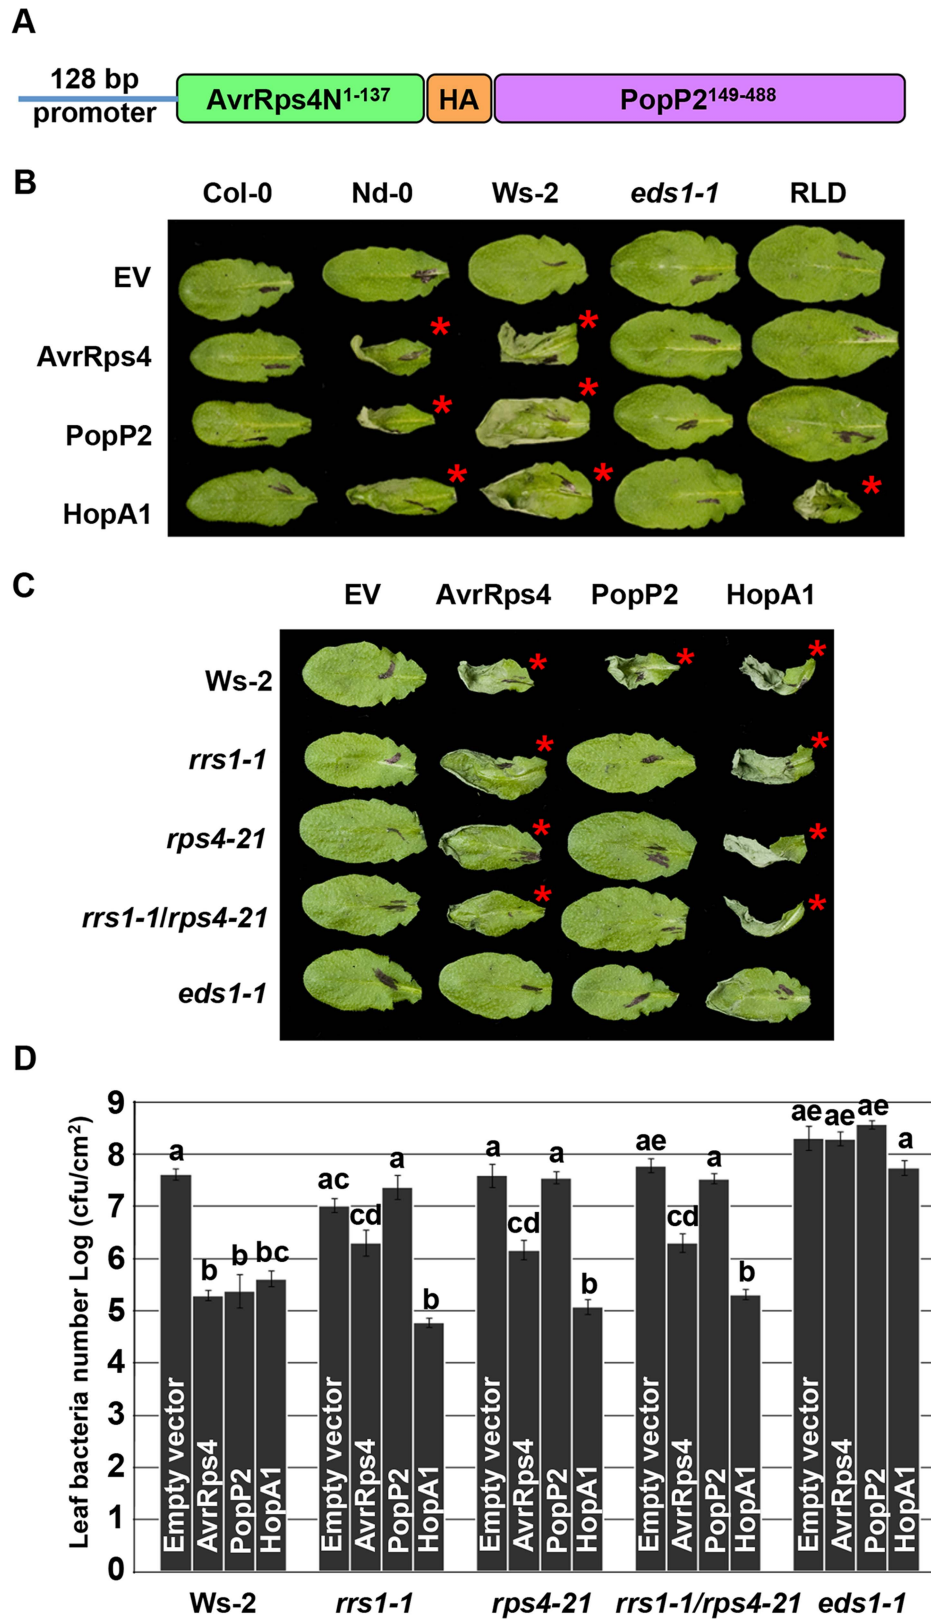 A
128 bp
promoter
AvrRps4N1-137
HA
PopP2149-488
B
Col-0 Nd-0 Ws-2 eds1-1 RLD
EV
*
*
AvrRps4
*
*
PopP2
*
*
*
HopA1
C
EV AvrRps4 PopP2 HopA1
Ws-2
* * *
rrs1-1
* *
rps4-21
* *
rrs1-1/rps4-21
* *
eds1-1
D
Leaf bacteria number Log (cfu/cm2)
9
8
7
6
5
4
3
2
1
0
a b b bc
ac cd a b
a cd a b
ae cd a b
ae ae ae a
Empty vector
AvrRps4
PopP2
HopA1
Empty vector
AvrRps4
PopP2
HopA1
Empty vector
AvrRps4
PopP2
HopA1
Empty vector
AvrRps4
PopP2
HopA1
Empty vector
AvrRps4
PopP2
HopA1
Ws-2 rrs1-1 rps4-21 rrs1-1/rps4-21 eds1-1